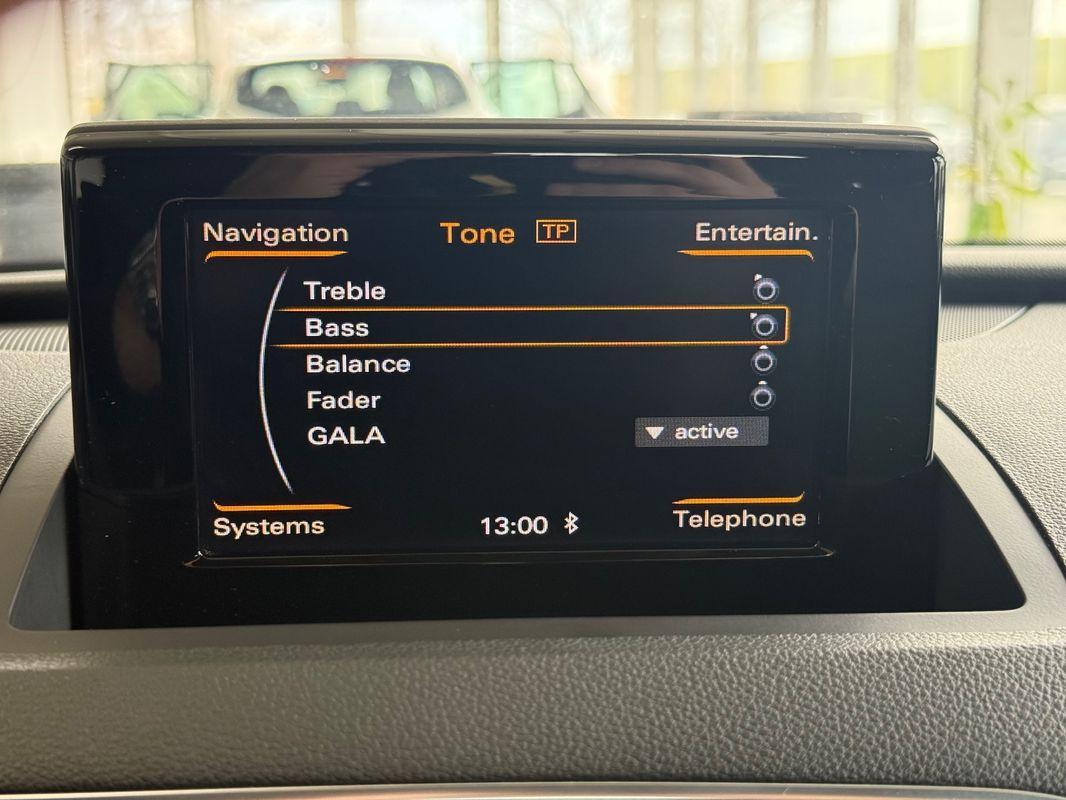 Navigation Tone TP Entertain.
Treble
Bass
Balance
Fader
GALA active
Systems 13:00 Telephone